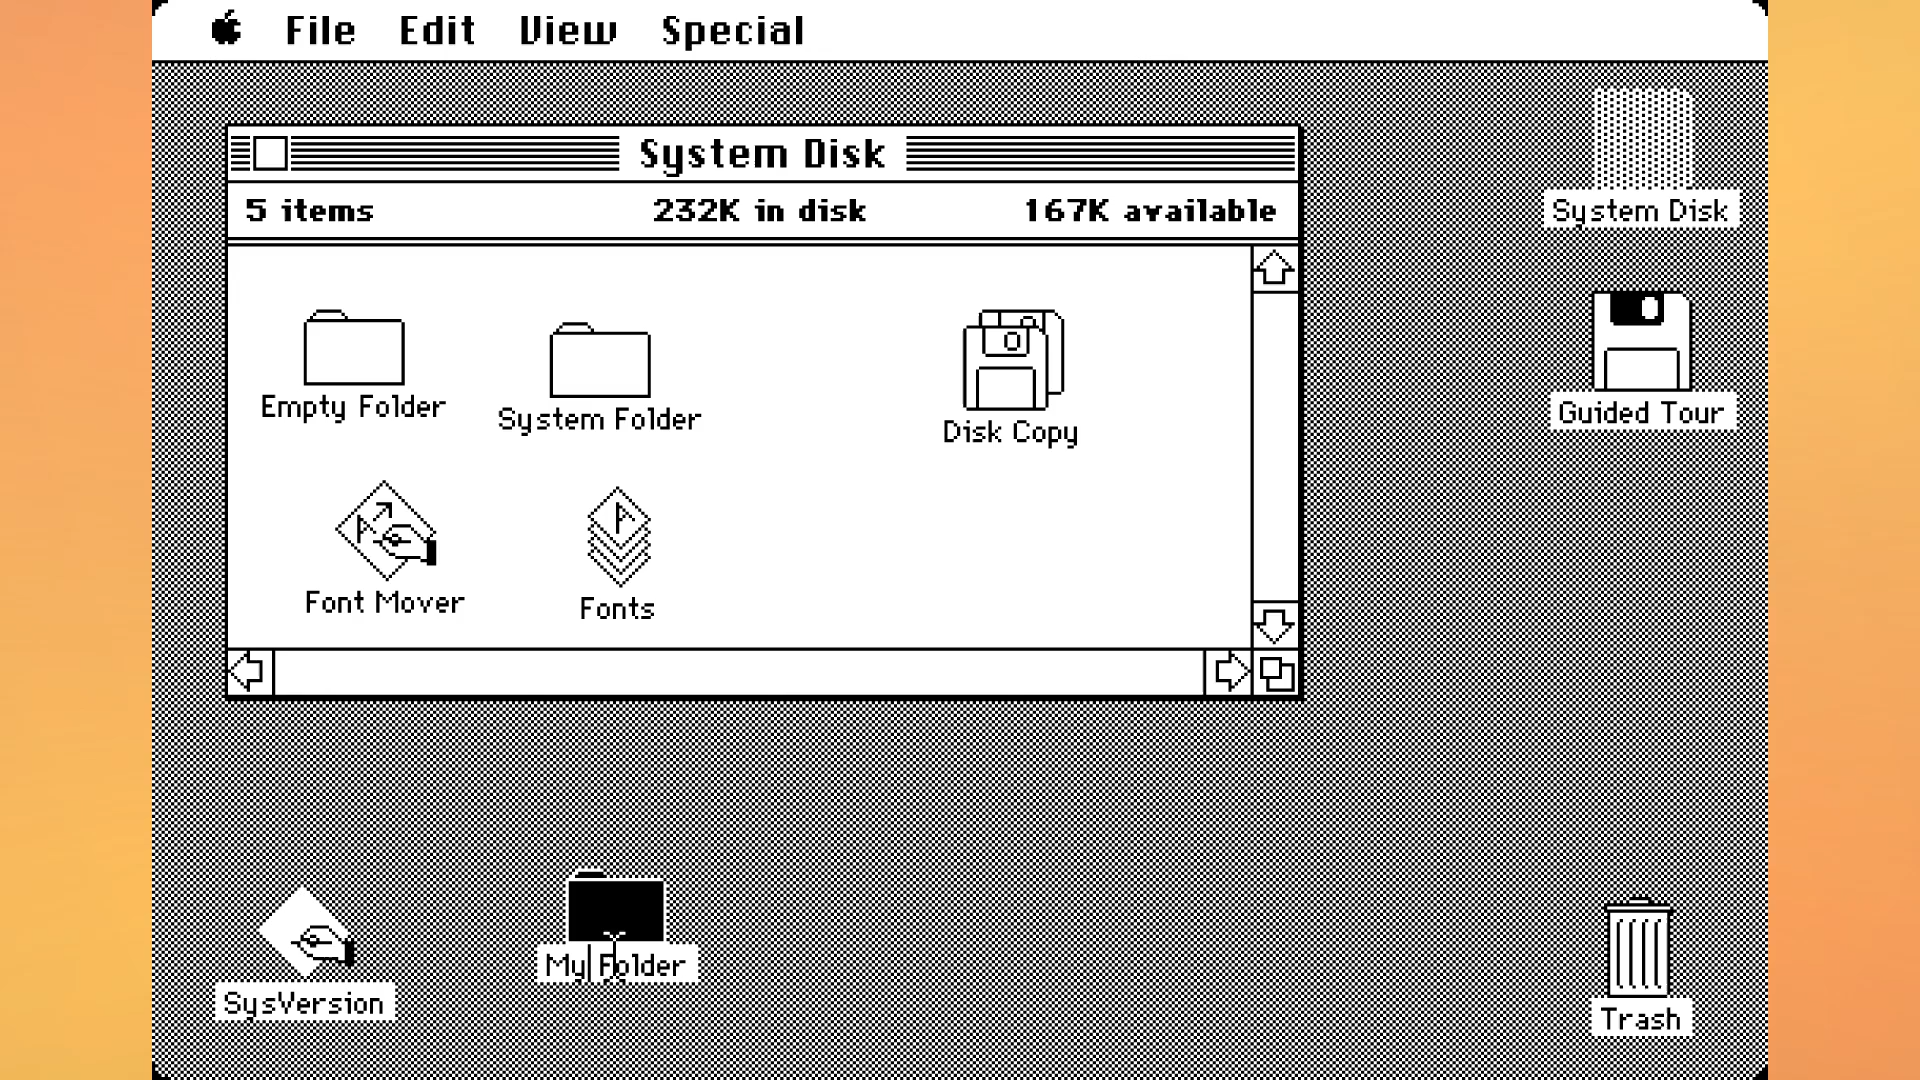 File Edit View Special
System Disk
5 items 232K in disk 167K available
System Disk
Empty Folder System Folder Disk Copy
Guided Tour
Font Mover Fonts
My Folder
SysVersion
Trash